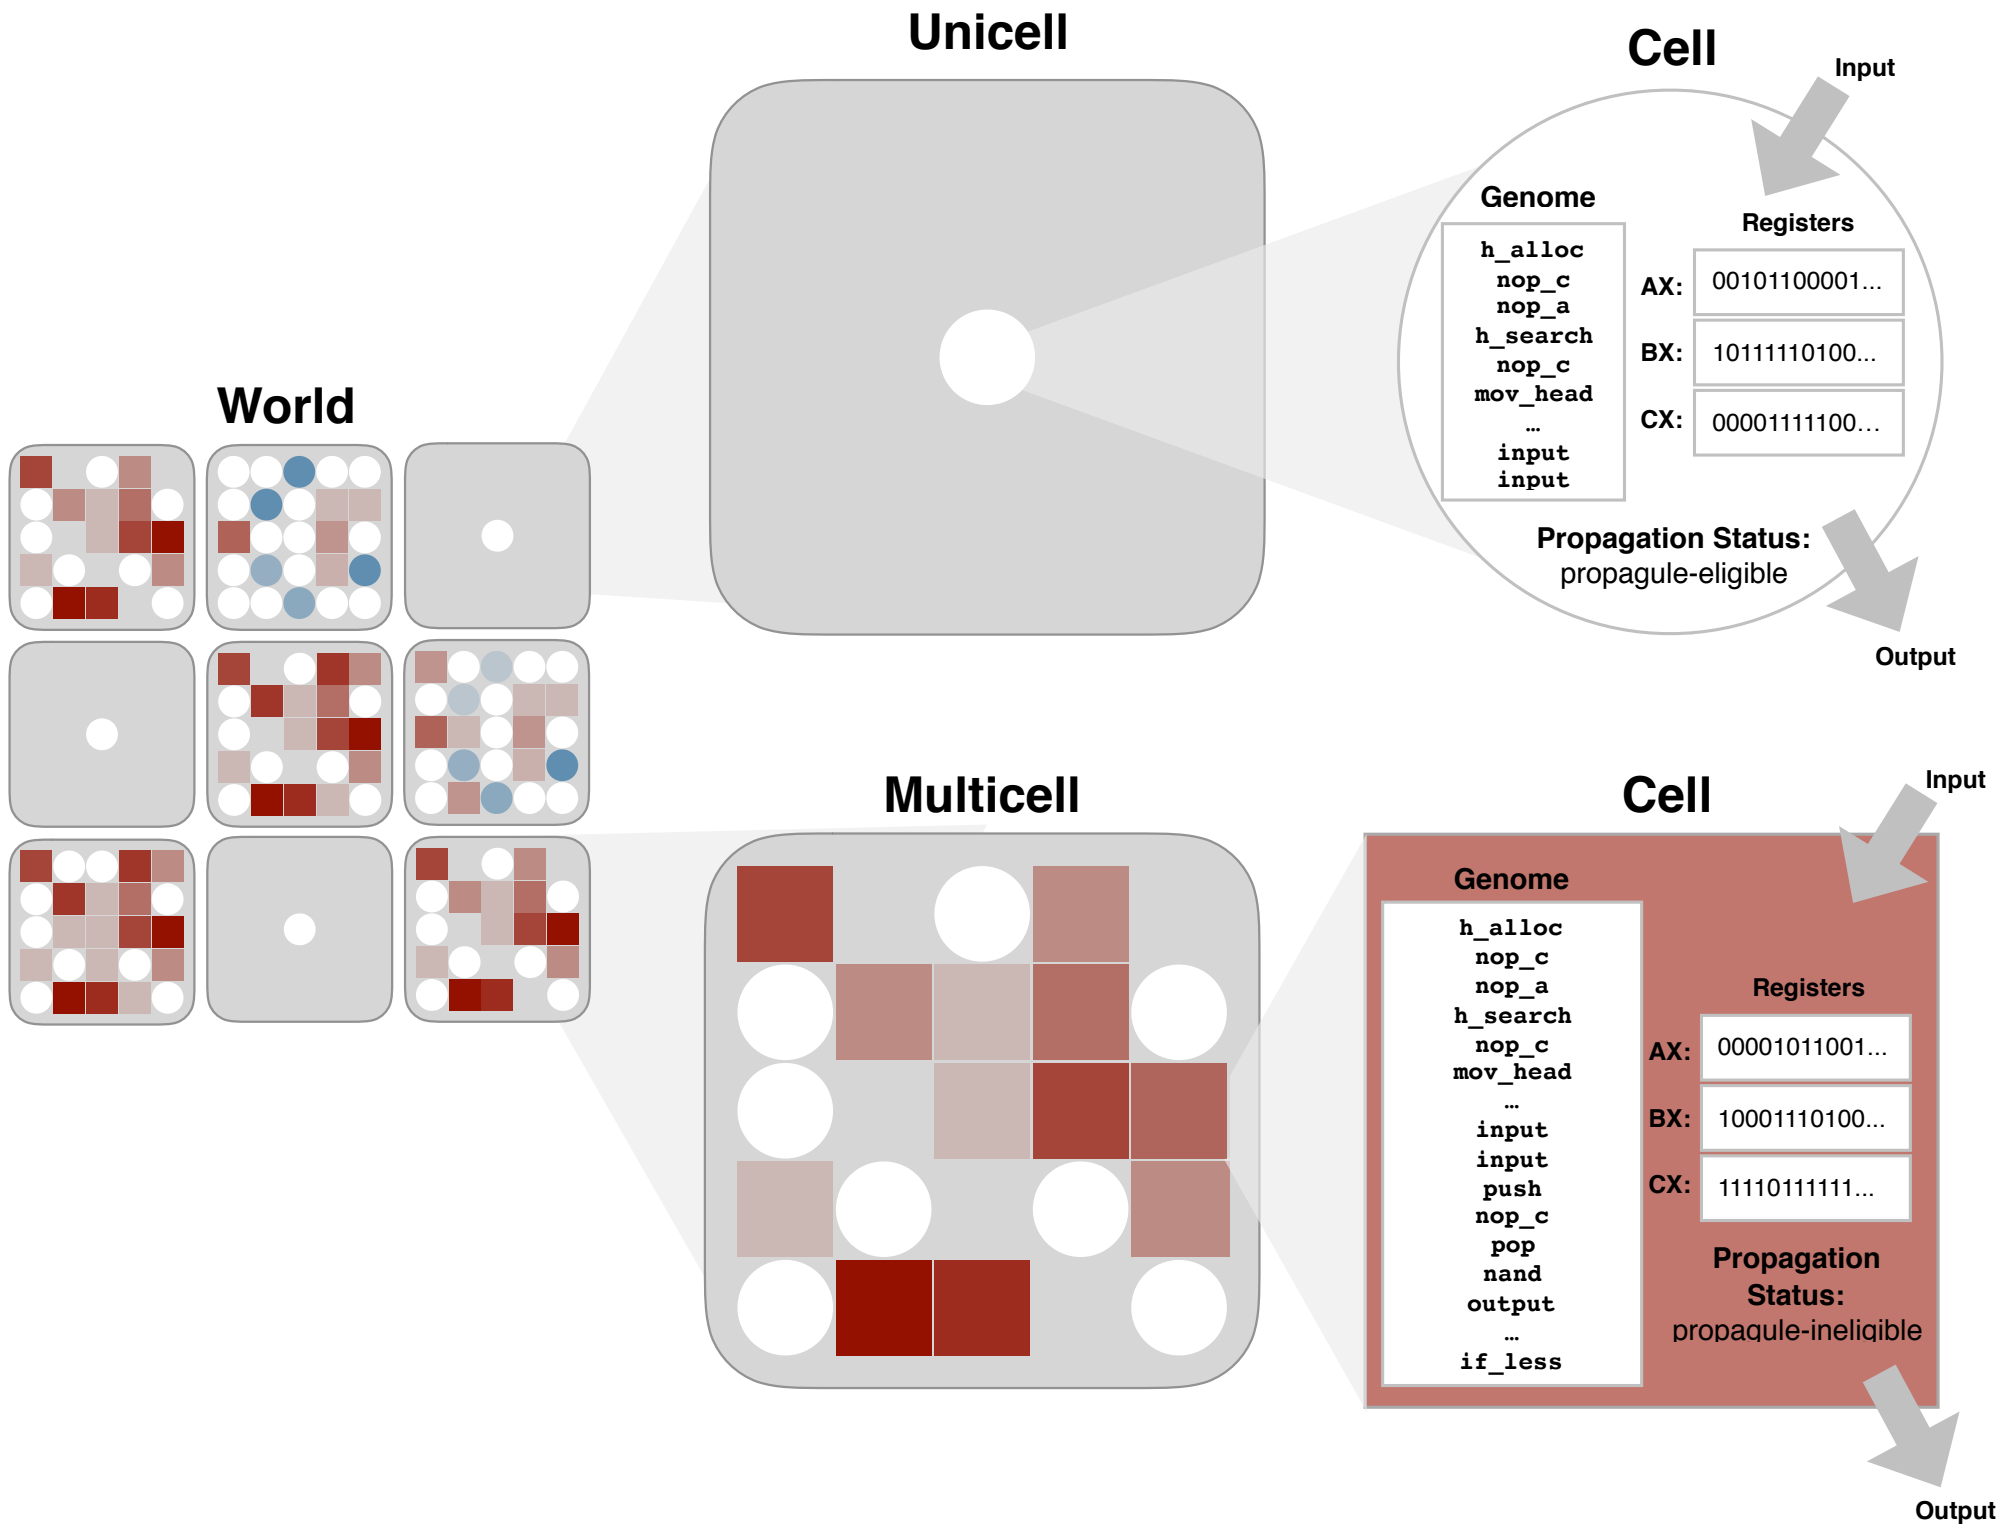 Unicell
Cell
Input
Genome
h_alloc
nop_c
nop_a
h_search
nop_c
mov_head
…
input
input
Registers
AX: 00101100001...
BX: 10111110100...
CX: 00001111100...
Propagation Status:
propagule-eligible
Output
World
Multicell
Cell
Input
Genome
h_alloc
nop_c
nop_a
h_search
nop_c
mov_head
…
input
input
push
nop_c
pop
nand
output
…
if_less
Registers
AX: 00001011001...
BX: 10001110100...
CX: 11110111111...
Propagation
Status:
propagule-ineligible
Output